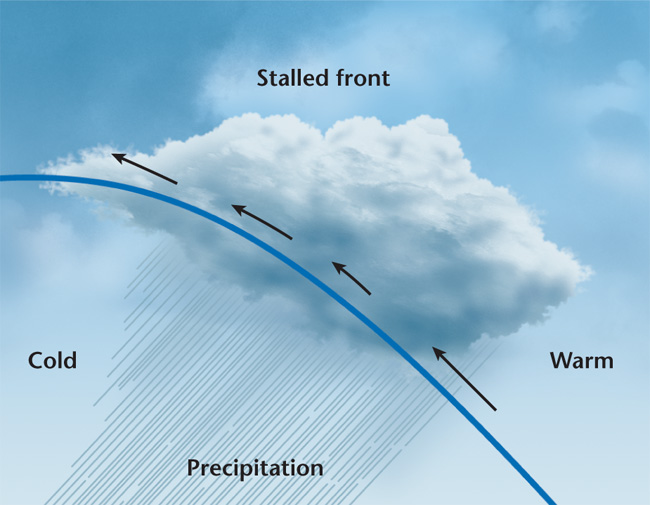 Stalled front
Cold
Warm
Precipitation